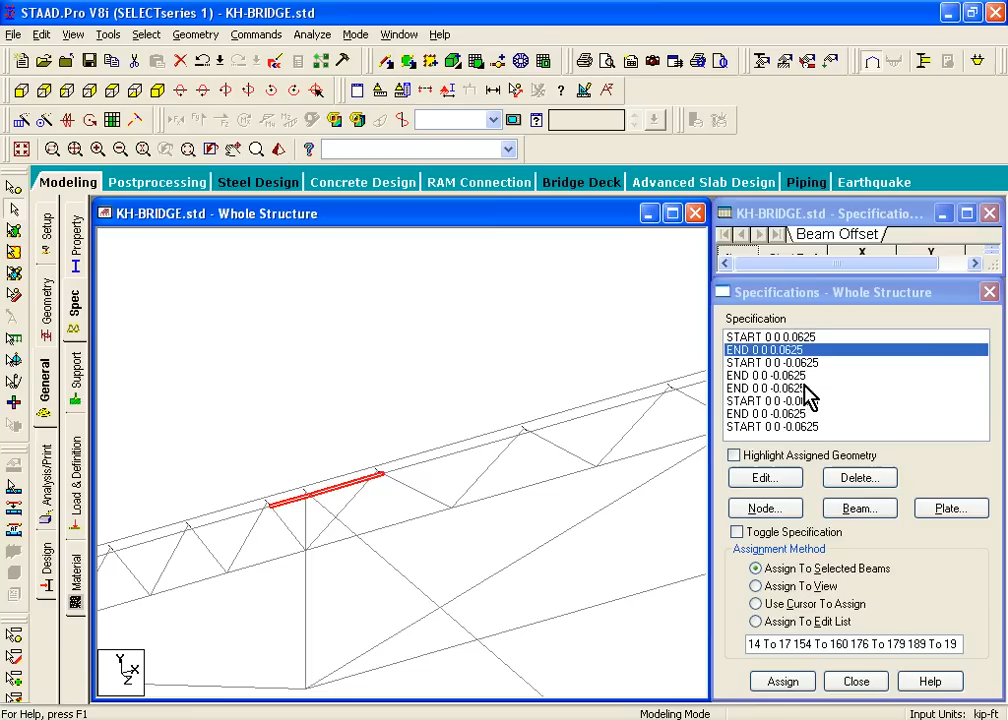 STAAD.Pro V8i (SELECTseries 1) - KH-BRIDGE.std
File Edit View Tools Select Geometry Commands Analyze Mode Window Help
Modeling Postprocessing Steel Design Concrete Design RAM Connection Bridge Deck Advanced Slab Design Piping Earthquake
KH-BRIDGE.std - Whole Structure
Setup
Geometry
General
Analysis/Print
Design
Property
Spec
Support
Load & Definition
Material
Y
X
Z
KH-BRIDGE.std - Specificatio...
Beam Offset
X Y
Specifications - Whole Structure
Specification
START 0 0 0.0625
END 0 0 0.0625
START 0 0 -0.0625
END 0 0 -0.0625
END 0 0 -0.0625
START 0 0
END 0 0 -0.0625
START 0 0 -0.0625
Highlight Assigned Geometry
Edit... Delete...
Node... Beam... Plate...
Toggle Specification
Assignment Method
Assign To Selected Beams
Assign To View
Use Cursor To Assign
Assign To Edit List
14 To 17 154 To 160 176 To 179 189 To 19
Assign Close Help
For Help, press F1 Modeling Mode Input Units: kip-ft